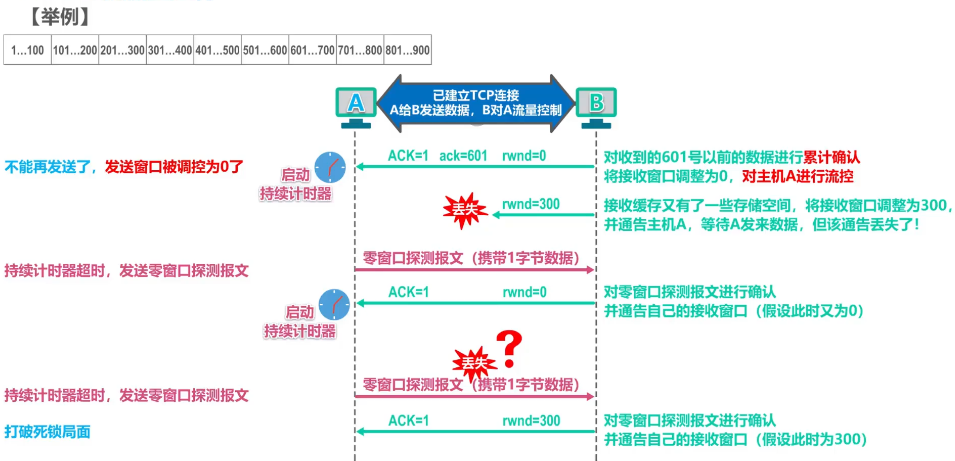 【举例】
1…100 101…200 201…300 301…400 401…500 501…600 601…700 701…800 801…900
A
已建立TCP连接
A给B发送数据，B对A流量控制
B
不能再发送了，发送窗口被调控为0了
启动
持续计时器
ACK=1 ack=601 rwnd=0
对收到的601号以前的数据进行累计确认
将接收窗口调整为0，对主机A进行流控
丢失
rwnd=300
接收缓存又有了一些存储空间，将接收窗口调整为300，
并通告主机A，等待A发来数据，但该通告丢失了！
持续计时器超时，发送零窗口探测报文
零窗口探测报文（携带1字节数据）
启动
持续计时器
ACK=1 rwnd=0
对零窗口探测报文进行确认
并通告自己的接收窗口（假设此时又为0）
丢失
?
持续计时器超时，发送零窗口探测报文
零窗口探测报文（携带1字节数据）
打破死锁局面
ACK=1 rwnd=300
对零窗口探测报文进行确认
并通告自己的接收窗口（假设此时为300）